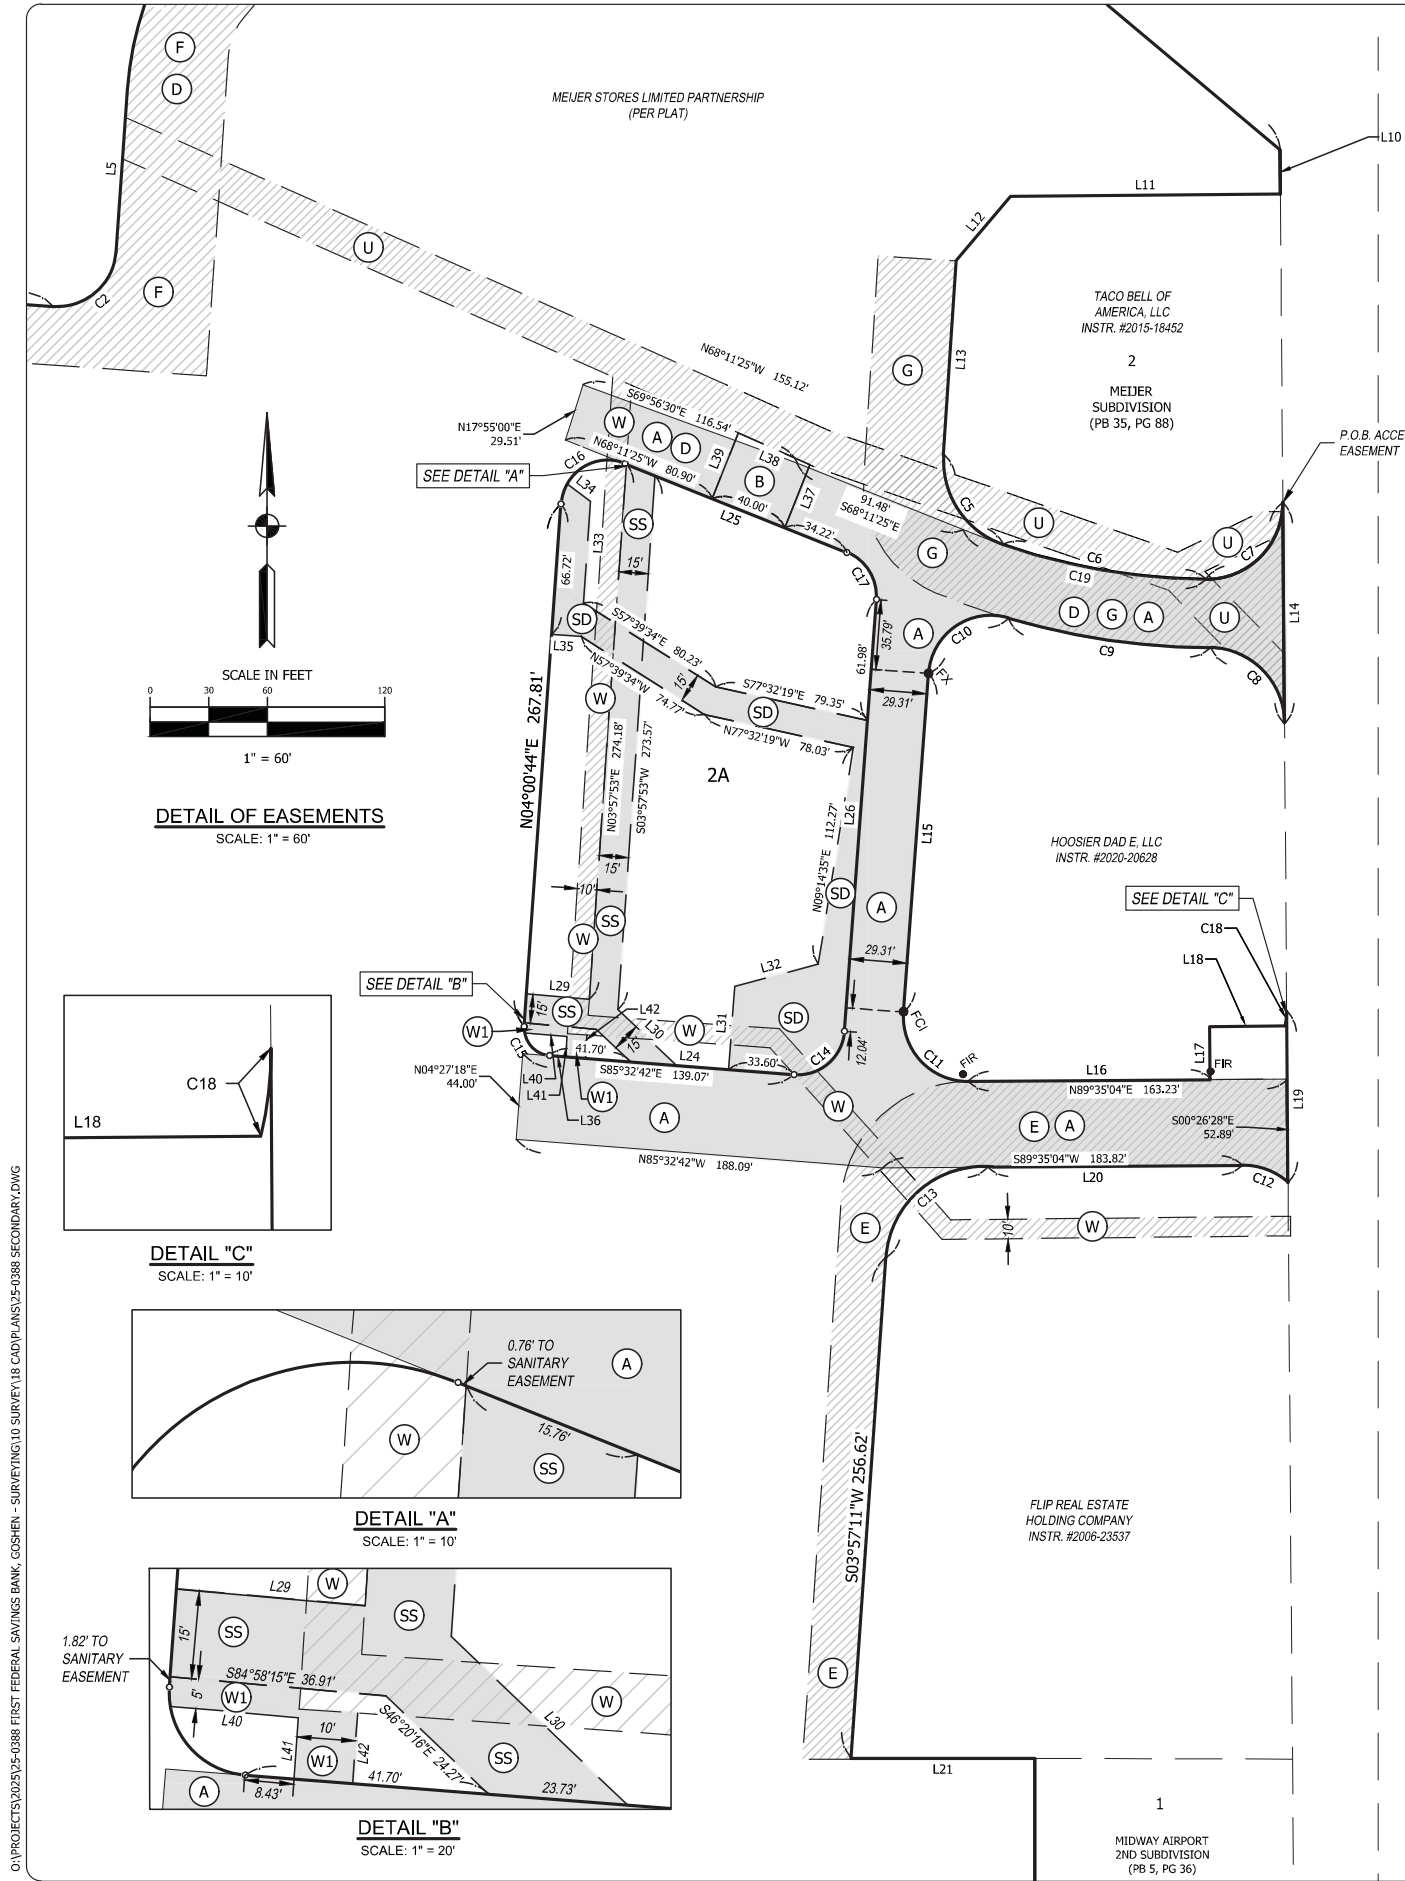 F
D
MEIJER STORES LIMITED PARTNERSHIP
(PER PLAT)
L10
L5
L11
L12
U
C2
F
TACO BELL OF
AMERICA, LLC
INSTR. #2015-18452
2
MEIJER
SUBDIVISION
(PB 35, PG 88)
L13
G
N68°11'25"W 155.12'
S69°56'30"E 116.54'
N17°55'00"E
29.51'
W
A
D
N68°11'25"W 80.90'
L39
L38
B
L37
40.00'
L25
34.22'
91.48'
S68°11'25"E
P.O.B. ACCE
EASEMENT
SEE DETAIL "A"
C16
L34
L33
SS
15'
66.72'
C5
U
U
C7
C6
C19
G
D
G
A
U
L14
C17
35.79'
61.98'
A
C10
C9
C8
FX
29.31'
SD
L35
S57°39'34"E 80.23'
N57°39'34"W 74.77'
15'
S77°32'19"E 79.35'
SD
N77°32'19"W 78.03'
SCALE IN FEET
0 30 60 120
1" = 60'
DETAIL OF EASEMENTS
SCALE: 1" = 60'
N04°00'44"E 267.81'
W
N03°57'53"E 274.18'
S03°57'53"W 273.57'
2A
N09°14'35"E 112.27'
L26
L15
HOOSIER DAD E, LLC
INSTR. #2020-20628
15'
10'
SD
A
SS
W
29.31'
SEE DETAIL "C"
C18
L18
SEE DETAIL "B"
L29
L32
15'
SS
L42
W1
C15
L30
15'
W
L31
SD
FCI
12.04'
C14
C11
FIR
L17
FIR
41.70'
L24
33.60'
L16
N04°27'18"E
44.00'
L40
L41
S85°32'42"E 139.07'
W1
L36
A
W
N89°35'04"E 163.23'
L19
E
A
S00°26'28"E
52.89'
N85°32'42"W 188.09'
S89°35'04"W 183.82'
L20
C12
C13
E
10'
W
C18
L18
DETAIL "C"
SCALE: 1" = 10'
0.76' TO
SANITARY
EASEMENT
A
15.76'
W
SS
DETAIL "A"
SCALE: 1" = 10'
S03°57'11"W 256.62'
FLIP REAL ESTATE
HOLDING COMPANY
INSTR. #2006-23537
E
L29
W
SS
SS
15'
1.82' TO
SANITARY
EASEMENT
S84°58'15"E 36.91'
5'
W1
L40
W
10'
L41
L42
W1
S46°20'16"E 24.27'
L30
SS
A
8.43'
41.70'
23.73'
DETAIL "B"
SCALE: 1" = 20'
L21
1
MIDWAY AIRPORT
2ND SUBDIVISION
(PB 5, PG 36)
O:\PROJECTS\2025\25-0388 FIRST FEDERAL SAVINGS BANK, GOSHEN - SURVEYING\10 SURVEY\18 CAD\PLANS\25-0388 SECONDARY.DWG